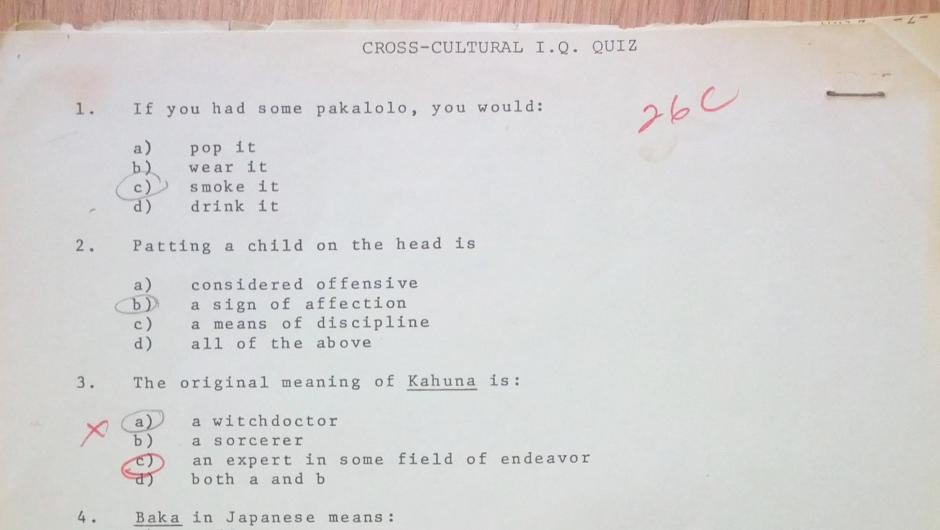 CROSS-CULTURAL I.Q. QUIZ
26C
1. If you had some pakalolo, you would:
a) pop it
b) wear it
c) smoke it
d) drink it
2. Patting a child on the head is
a) considered offensive
b) a sign of affection
c) a means of discipline
d) all of the above
3. The original meaning of Kahuna is:
a) a witchdoctor
b) a sorcerer
c) an expert in some field of endeavor
d) both a and b
4. Baka in Japanese means: